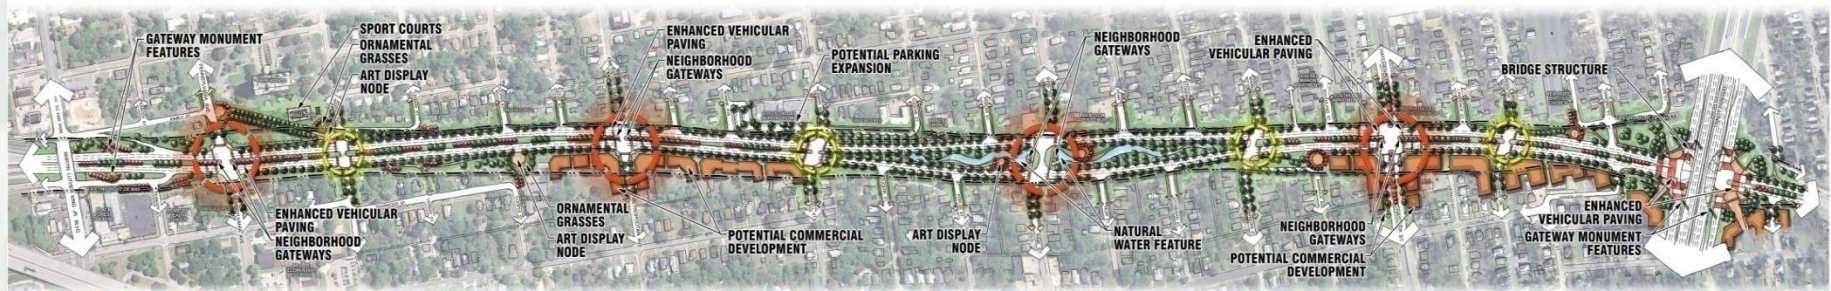 GATEWAY MONUMENT
FEATURES
SPORT COURTS
ORNAMENTAL
GRASSES
ART DISPLAY
NODE
ENHANCED VEHICULAR
PAVING
NEIGHBORHOOD
GATEWAYS
POTENTIAL PARKING
EXPANSION
NEIGHBORHOOD
GATEWAYS
ENHANCED
VEHICULAR PAVING
BRIDGE STRUCTURE
ENHANCED VEHICULAR
PAVING
NEIGHBORHOOD
GATEWAYS
ORNAMENTAL
GRASSES
ART DISPLAY
NODE
POTENTIAL COMMERCIAL
DEVELOPMENT
ART DISPLAY
NODE
NATURAL
WATER FEATURE
NEIGHBORHOOD
GATEWAYS
POTENTIAL COMMERCIAL
DEVELOPMENT
ENHANCED
VEHICULAR PAVING
GATEWAY MONUMENT
FEATURES